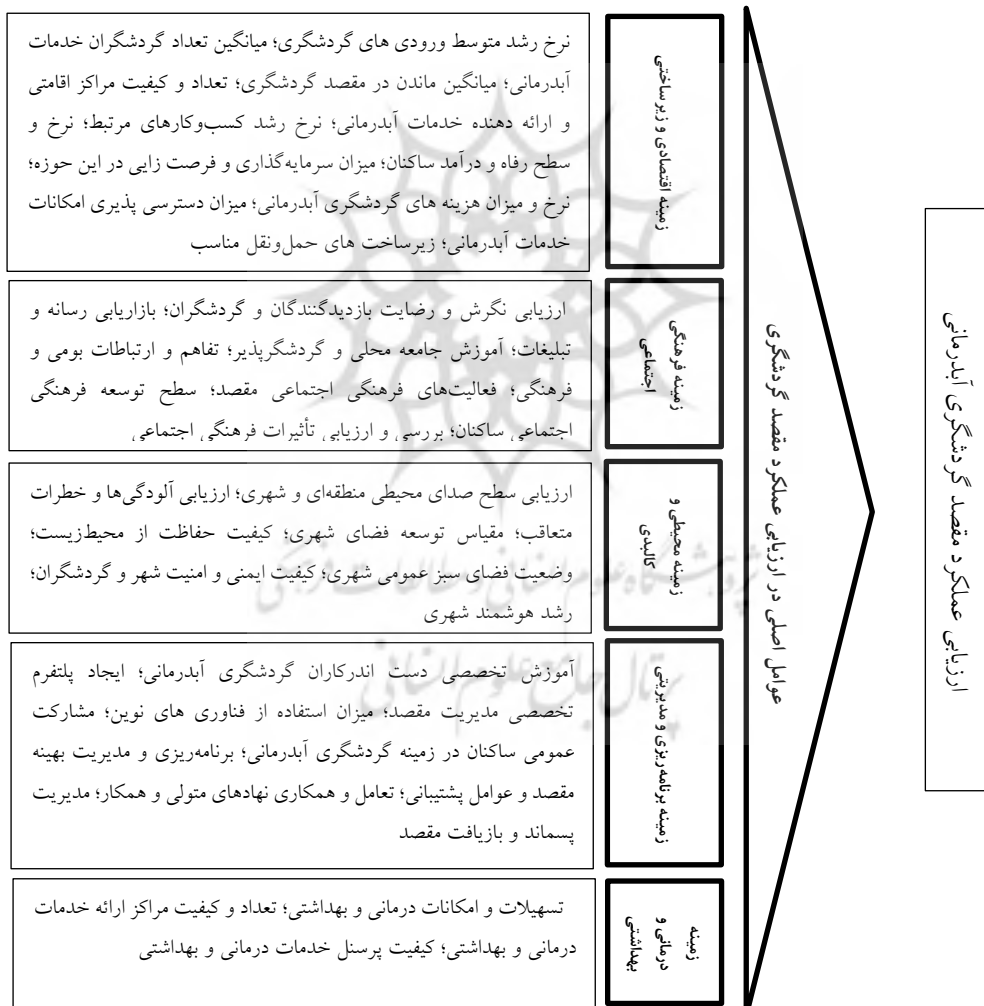 ارزیابی عملکرد مقصد گردشگری آبدرمانی
عوامل اصلی در ارزیابی عملکرد مقصد گردشگری
زمینه اقتصادی و زیرساختی
نرخ رشد متوسط ورودی های گردشگری؛ میانگین تعداد گردشگران خدمات
آبدرمانی؛ میانگین ماندن در مقصد گردشگری؛ تعداد و کیفیت مراکز اقامتی
و ارائه دهنده خدمات آبدرمانی؛ نرخ رشد کسب‌وکارهای مرتبط؛ نرخ و
سطح رفاه و درآمد ساکنان؛ میزان سرمایه‌گذاری و فرصت زایی در این حوزه؛
نرخ و میزان هزینه های گردشگری آبدرمانی؛ میزان دسترسی پذیری امکانات
خدمات آبدرمانی؛ زیرساخت های حمل‌ونقل مناسب
زمینه فرهنگی
اجتماعی
ارزیابی نگرش و رضایت بازدیدکنندگان و گردشگران؛ بازاریابی رسانه و
تبلیغات؛ آموزش جامعه محلی و گردشگرپذیر؛ تفاهم و ارتباطات بومی و
فرهنگی؛ فعالیت‌های فرهنگی اجتماعی مقصد؛ سطح توسعه فرهنگی
اجتماعی ساکنان؛ بررسی و ارزیابی تأثیرات فرهنگی اجتماعی
زمینه محیطی و
کالبدی
ارزیابی سطح صدای محیطی منطقه‌ای و شهری؛ ارزیابی آلودگی‌ها و خطرات
متعاقب؛ مقیاس توسعه فضای شهری؛ کیفیت حفاظت از محیط‌زیست؛
وضعیت فضای سبز عمومی شهری؛ کیفیت ایمنی و امنیت شهر و گردشگران؛
رشد هوشمند شهری
زمینه برنامه‌ریزی و مدیریتی
آموزش تخصصی دست اندرکاران گردشگری آبدرمانی؛ ایجاد پلتفرم
تخصصی مدیریت مقصد؛ میزان استفاده از فناوری های نوین؛ مشارکت
عمومی ساکنان در زمینه گردشگری آبدرمانی؛ برنامه‌ریزی و مدیریت بهینه
مقصد و عوامل پشتیبانی؛ تعامل و همکاری نهادهای متولی و همکار؛ مدیریت
پسماند و بازیافت مقصد
زمینه
درمانی و
بهداشتی
تسهیلات و امکانات درمانی و بهداشتی؛ تعداد و کیفیت مراکز ارائه خدمات
درمانی و بهداشتی؛ کیفیت پرسنل خدمات درمانی و بهداشتی
پژوهشگاه علوم انسانی و مطالعات فرهنگی
پرتال جامع علوم انسانی